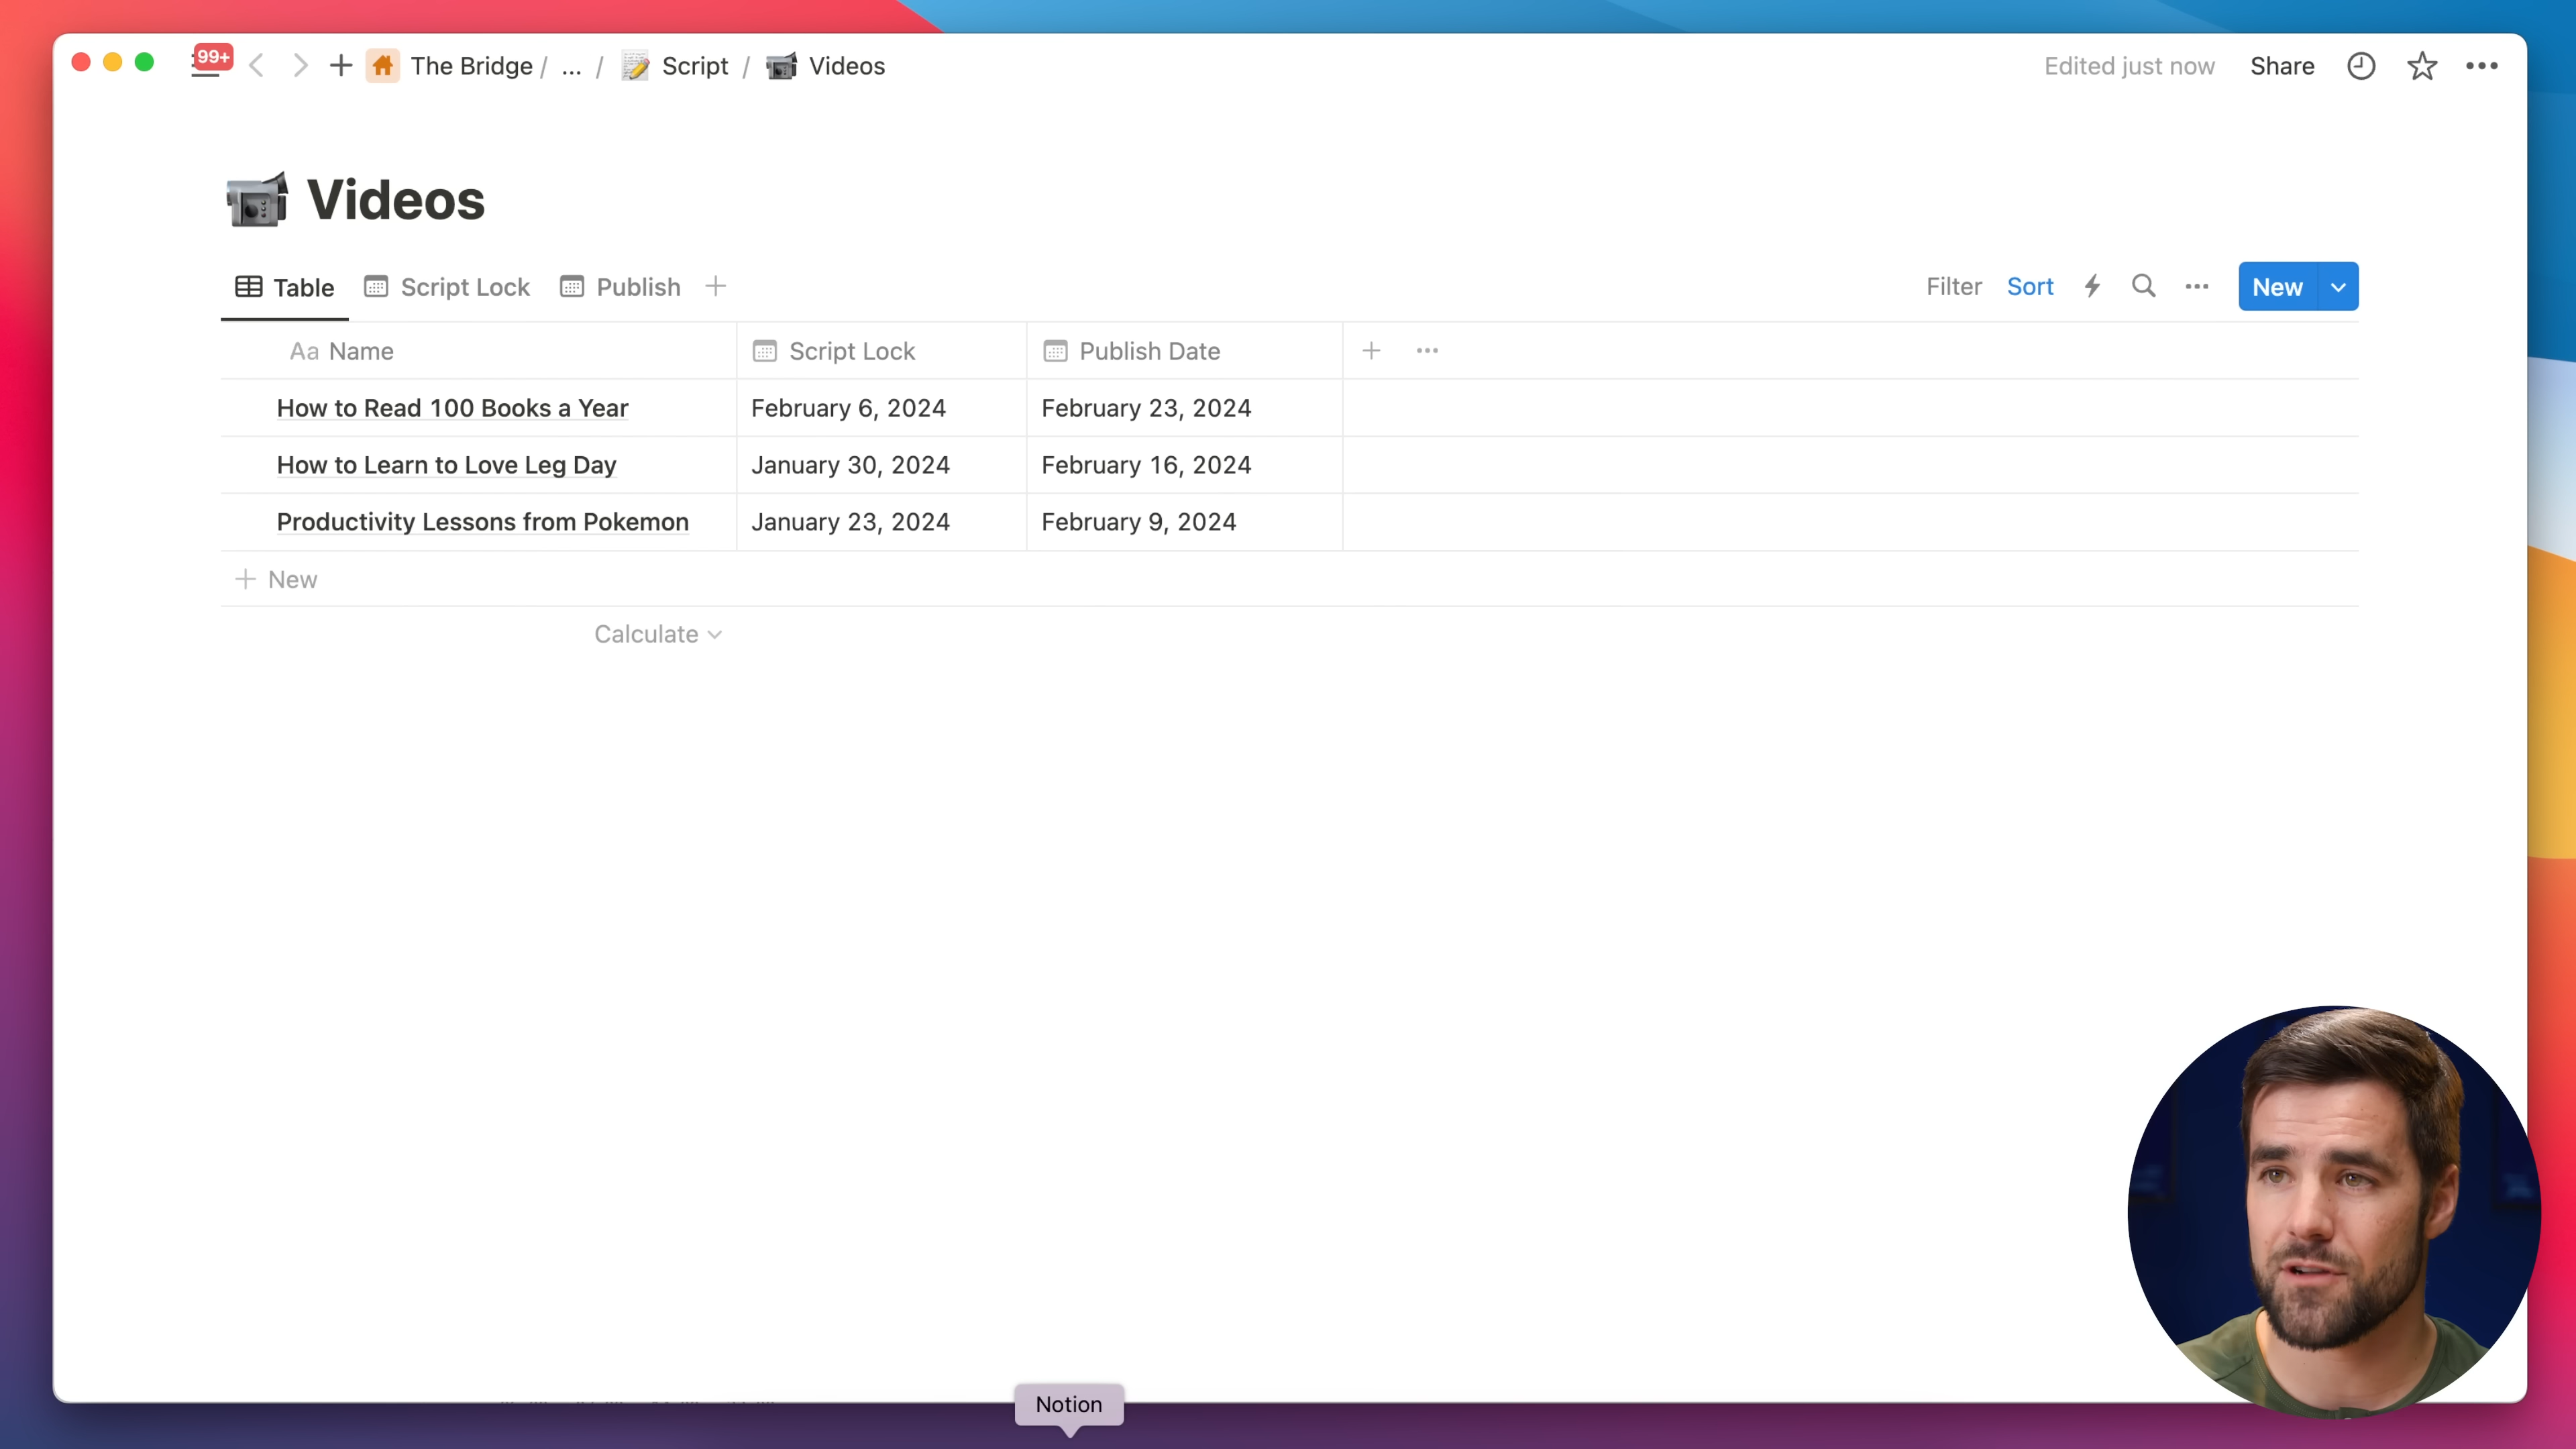 99+ The Bridge / ... / Script / Videos Edited just now Share
Videos
Table Script Lock Publish Filter Sort New
Aa Name Script Lock Publish Date
How to Read 100 Books a Year February 6, 2024 February 23, 2024
How to Learn to Love Leg Day January 30, 2024 February 16, 2024
Productivity Lessons from Pokemon January 23, 2024 February 9, 2024
New
Calculate
Notion